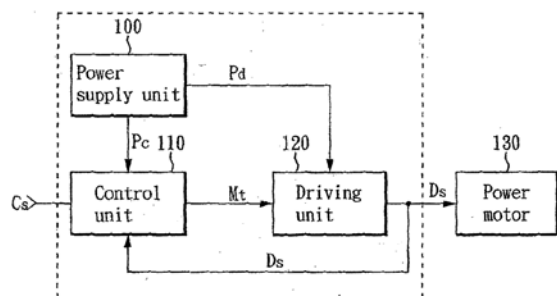 100
Power
supply unit
Pd
Pc
110
120
130
Cs
Control
unit
Mt
Driving
unit
Ds
Power
motor
Ds